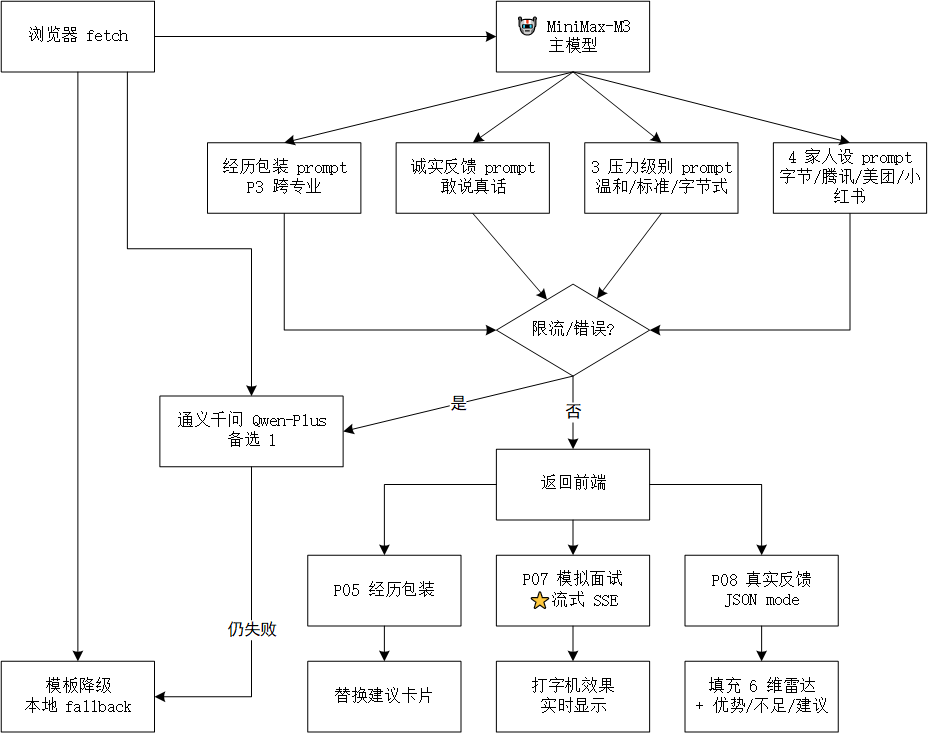 浏览器 fetch
MiniMax-M3
主模型
经历包装 prompt
P3 跨专业
诚实反馈 prompt
敢说真话
3 压力级别 prompt
温和/标准/字节式
4 家人设 prompt
字节/腾讯/美团/小
红书
限流/错误?
是
否
通义千问 Qwen-Plus
备选 1
返回前端
P05 经历包装
P07 模拟面试
流式 SSE
P08 真实反馈
JSON mode
仍失败
模板降级
本地 fallback
替换建议卡片
打字机效果
实时显示
填充 6 维雷达
+ 优势/不足/建议